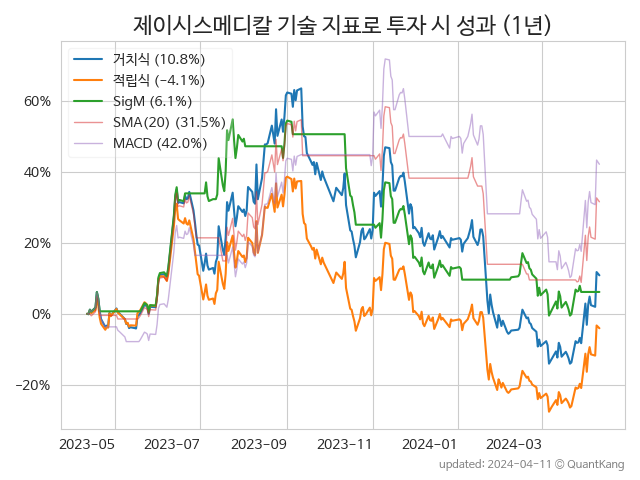 제이시스메디칼 기술 지표로 투자 시 성과 (1년)
거치식 (10.8%)
적립식 (-4.1%)
SigM (6.1%)
SMA(20) (31.5%)
MACD (42.0%)
60%
40%
20%
0%
-20%
2023-05 2023-07 2023-09 2023-11 2024-01 2024-03
updated: 2024-04-11 © QuantKang